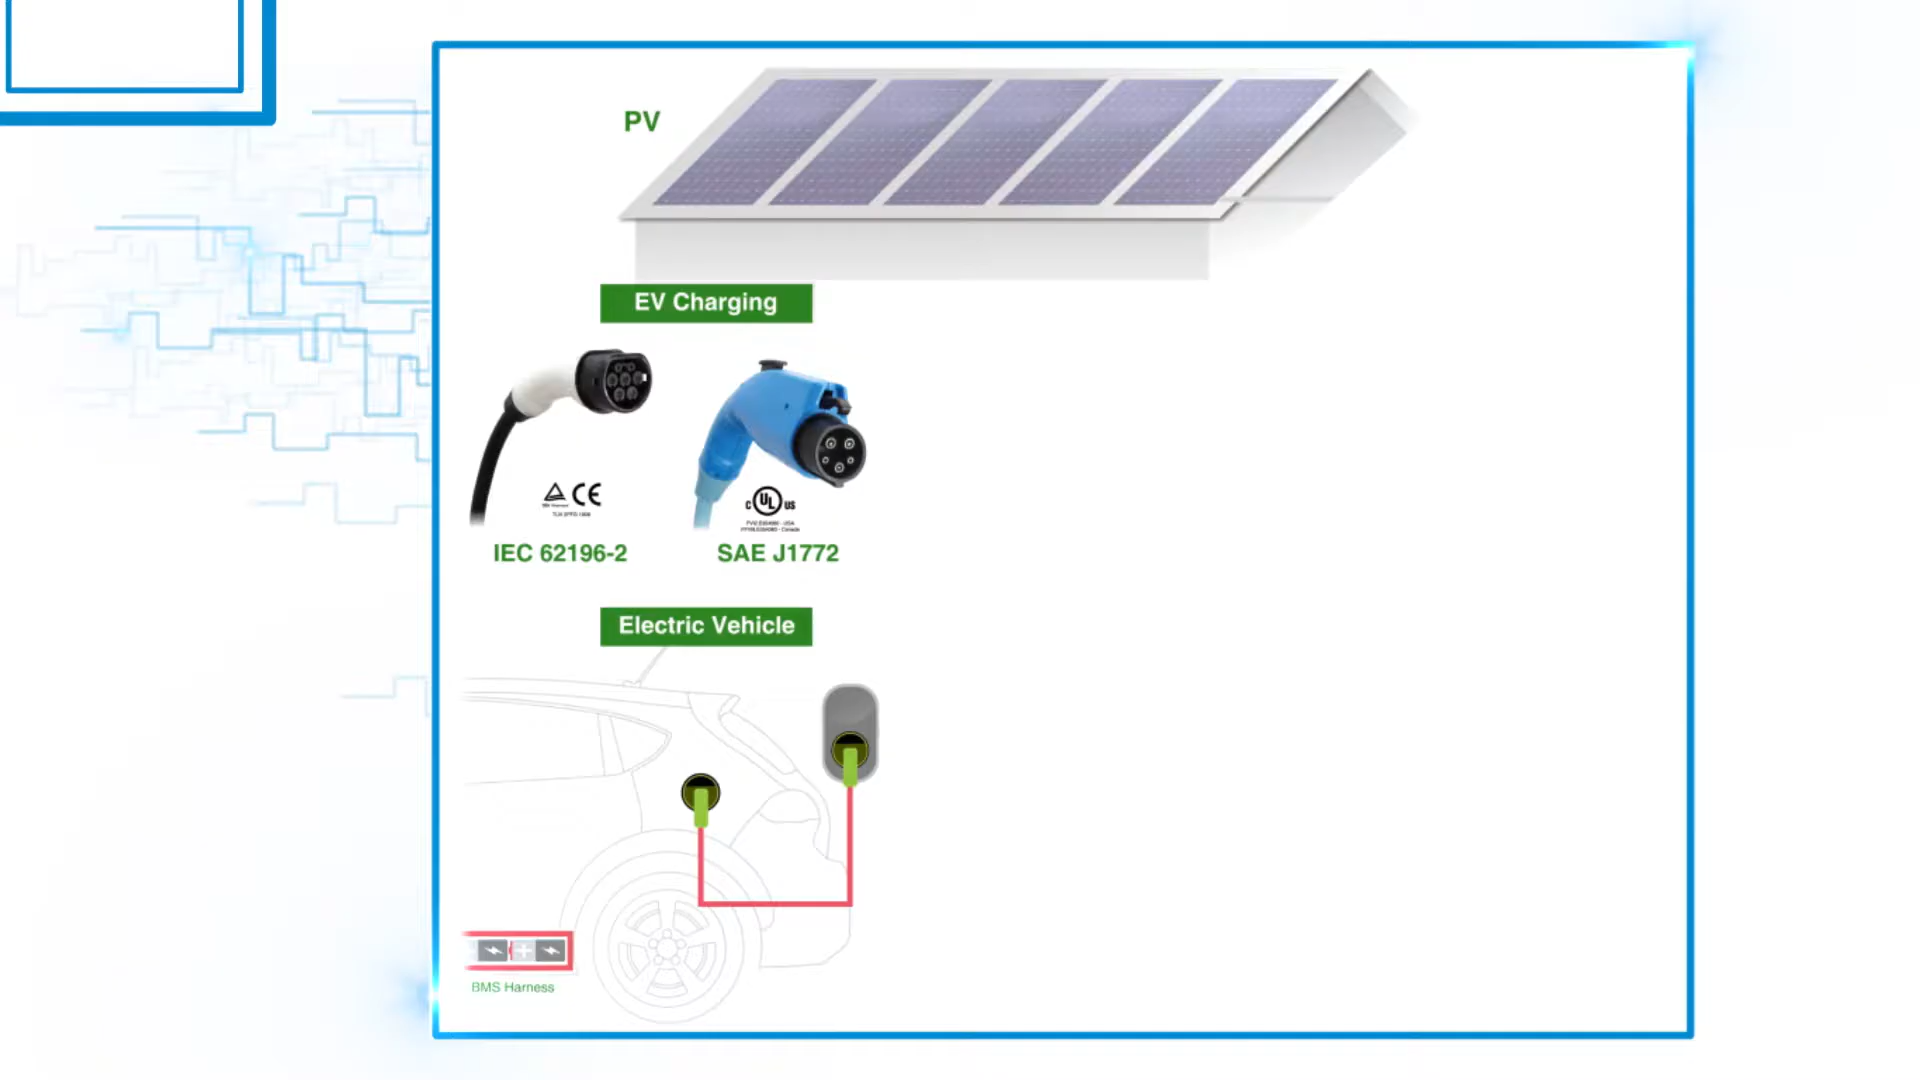 PV
EV Charging
CE
c UL US
IEC 62196-2
SAE J1772
Electric Vehicle
BMS Harness